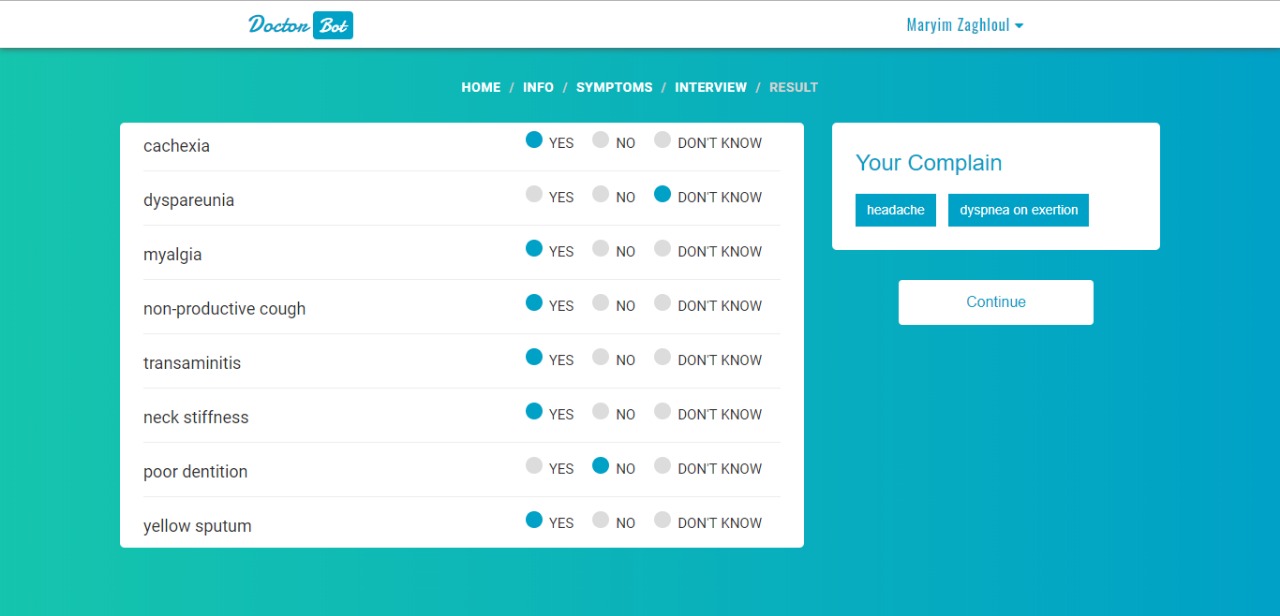 Doctor Bot
Maryim Zaghloul
HOME / INFO / SYMPTOMS / INTERVIEW / RESULT
cachexia YES NO DON'T KNOW
dyspareunia YES NO DON'T KNOW
myalgia YES NO DON'T KNOW
non-productive cough YES NO DON'T KNOW
transaminitis YES NO DON'T KNOW
neck stiffness YES NO DON'T KNOW
poor dentition YES NO DON'T KNOW
yellow sputum YES NO DON'T KNOW
Your Complain
headache dyspnea on exertion
Continue